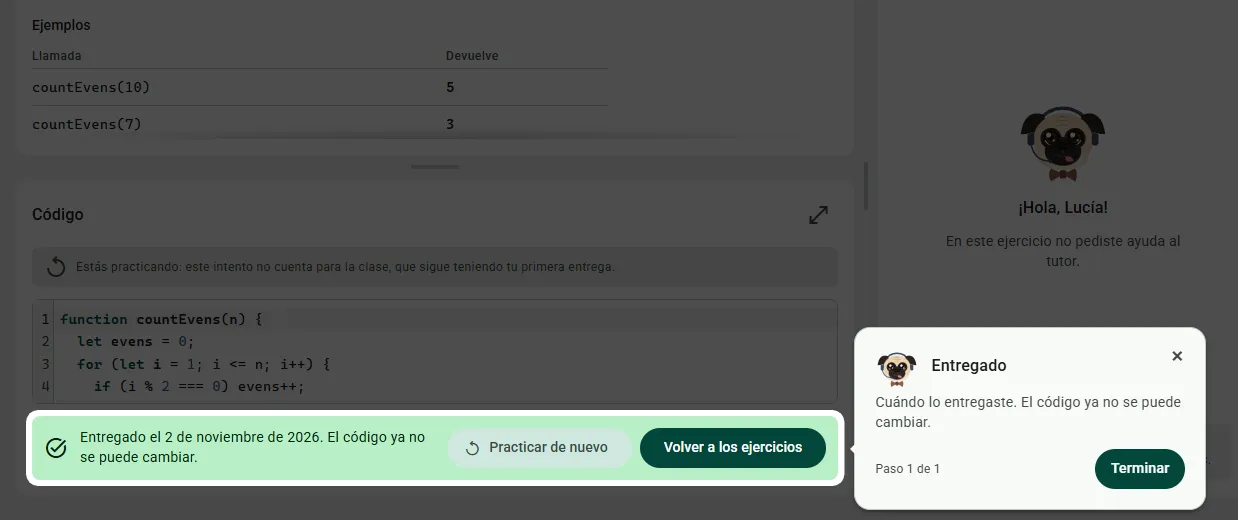 Ejemplos
Llamada Devuelve
countEvens(10) 5
countEvens(7) 3
Código
Estás practicando: este intento no cuenta para la clase, que sigue teniendo tu primera entrega.
1 function countEvens(n) {
2 let evens = 0;
3 for (let i = 1; i <= n; i++) {
4 if (i % 2 === 0) evens++;
Entregado el 2 de noviembre de 2026. El código ya no
se puede cambiar.
Practicar de nuevo
Volver a los ejercicios
¡Hola, Lucía!
En este ejercicio no pediste ayuda al
tutor.
Entregado
Cuándo lo entregaste. El código ya no se puede
cambiar.
Paso 1 de 1
Terminar